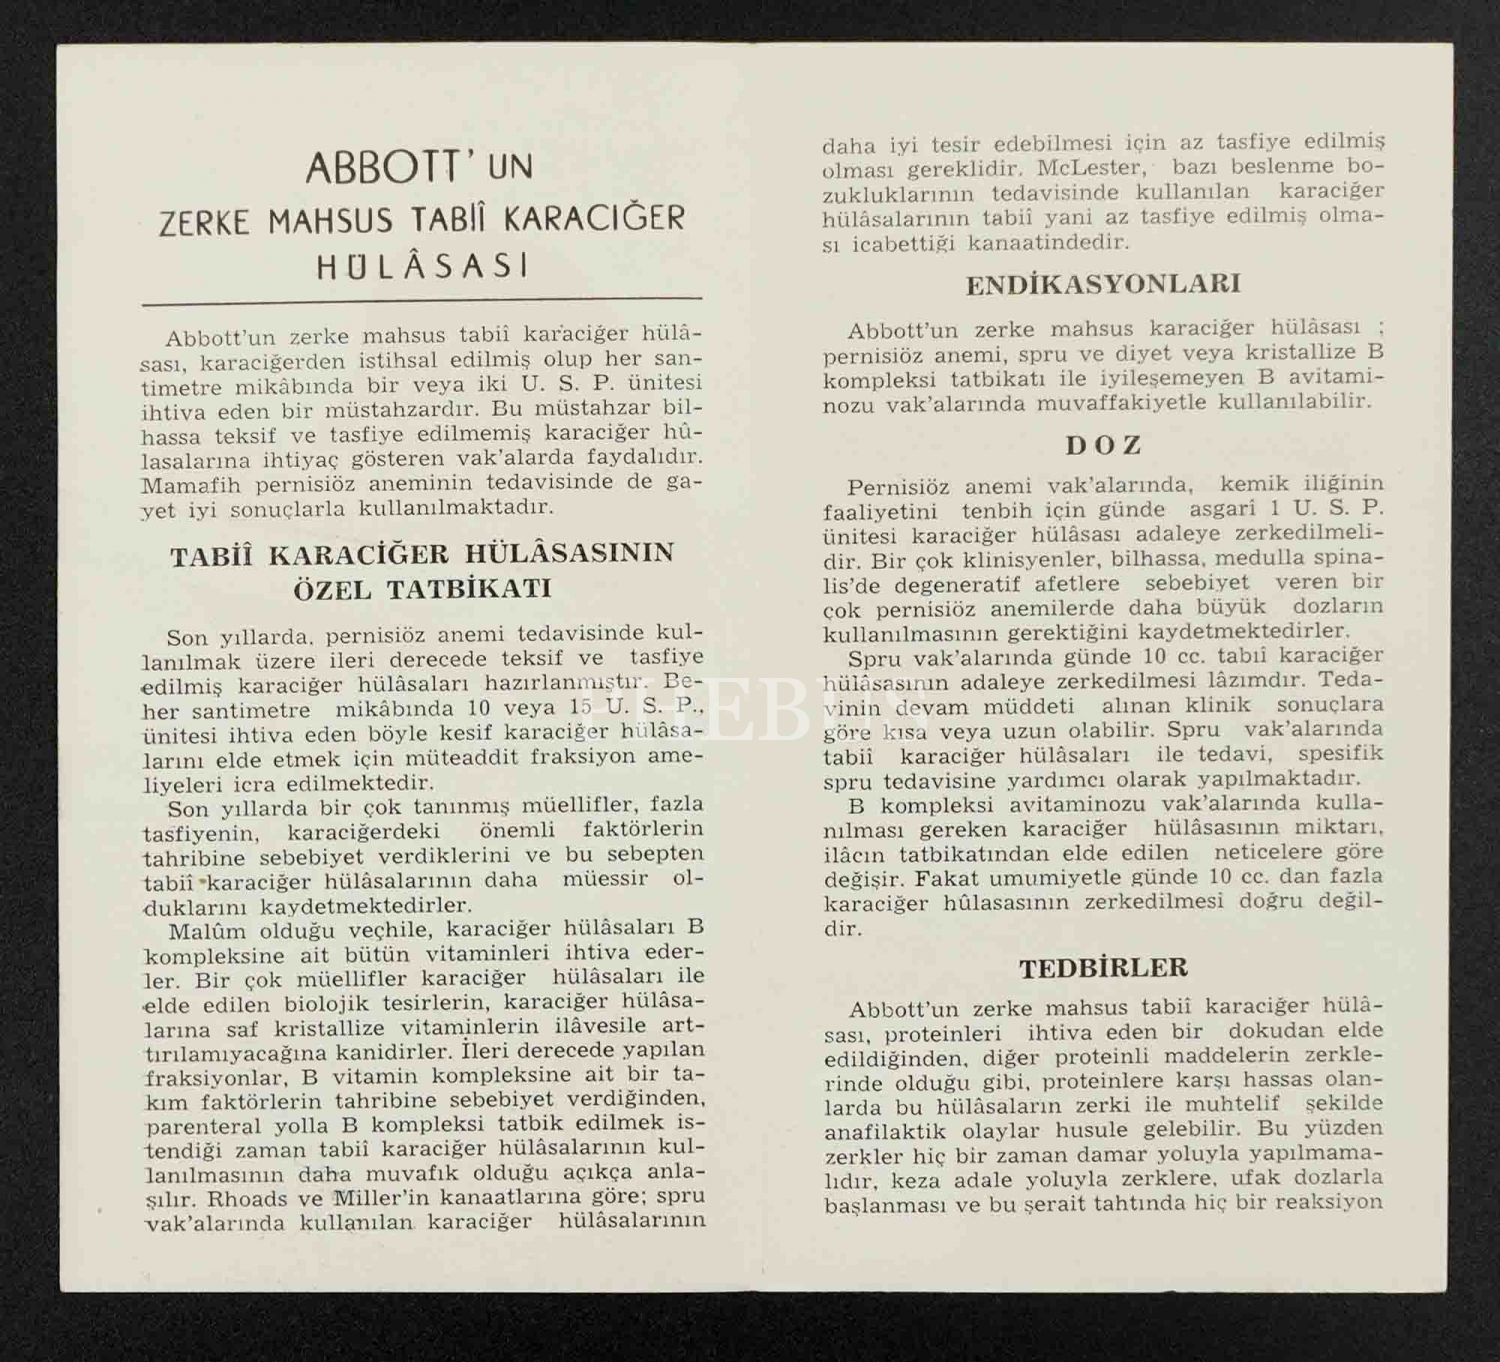 ABBOTT' UN
ZERKE MAHSUS TABİÎ KARACIĞER
HÜLÂSASI
Abbott'un zerke mahsus tabiî karaciğer hülâ-
sası, karaciğerden istihsal edilmiş olup her san-
timetre mikâbında bir veya iki U. S. P. ünitesi
ihtiva eden bir müstahzardır. Bu müstahzar bil-
hassa teksif ve tasfiye edilmemiş karaciğer hû-
lasalarına ihtiyaç gösteren vak'alarda faydalıdır.
Mamafih pernisiöz aneminin tedavisinde de ga-
yet iyi sonuçlarla kullanılmaktadır.
TABİÎ KARACİĞER HÜLÂSASININ
ÖZEL TATBİKATI
Son yıllarda, pernisiöz anemi tedavisinde kul-
lanılmak üzere ileri derecede teksif ve tasfiye
edilmiş karaciğer hülâsaları hazırlanmıştır. Be-
her santimetre mikâbında 10 veya 15 U. S. P.,
ünitesi ihtiva eden böyle kesif karaciğer hülâsa-
larını elde etmek için müteaddit fraksiyon ame-
liyeleri icra edilmektedir.
Son yıllarda bir çok tanınmış müellifler, fazla
tasfiyenin, karaciğerdeki önemli faktörlerin
tahribine sebebiyet verdiklerini ve bu sebepten
tabiî karaciğer hülâsalarının daha müessir ol-
duklarını kaydetmektedirler.
Malûm olduğu veçhile, karaciğer hülâsaları B
kompleksine ait bütün vitaminleri ihtiva eder-
ler. Bir çok müellifler karaciğer hülâsaları ile
elde edilen biolojik tesirlerin, karaciğer hülâsa-
larına saf kristallize vitaminlerin ilâvesile art-
tırılamıyacağına kanidirler. İleri derecede yapılan
fraksiyonlar, B vitamin kompleksine ait bir ta-
kım faktörlerin tahribine sebebiyet verdiğinden,
parenteral yolla B kompleksi tatbik edilmek is-
tendiği zaman tabiî karaciğer hülâsalarının kul-
lanılmasının daha muvafık olduğu açıkça anla-
şılır. Rhoads ve Miller'in kanaatlarına göre; spru
vak'alarında kullanılan karaciğer hülâsalarının
daha iyi tesir edebilmesi için az tasfiye edilmiş
olması gereklidir. McLester, bazı beslenme bo-
zukluklarının tedavisinde kullanılan karaciğer
hülâsalarının tabiî yani az tasfiye edilmiş olma-
sı icabettiği kanaatindedir.
ENDİKASYONLARI
Abbott'un zerke mahsus karaciğer hülâsası ;
pernisiöz anemi, spru ve diyet veya kristallize B
kompleksi tatbikatı ile iyileşemeyen B avitami-
nozu vak'alarında muvaffakiyetle kullanılabilir.
DOZ
Pernisiöz anemi vak'alarında, kemik iliğinin
faaliyetini tenbih için günde asgari 1 U. S. P.
ünitesi karaciğer hülâsası adaleye zerkedilmeli-
dir. Bir çok klinisyenler, bilhassa, medulla spina-
lis'de degeneratif afetlere sebebiyet veren bir
çok pernisiöz anemilerde daha büyük dozların
kullanılmasının gerektiğini kaydetmektedirler.
Spru vak'alarında günde 10 cc. tabiî karaciğer
hülâsasının adaleye zerkedilmesi lâzımdır. Teda-
vinin devam müddeti alınan klinik sonuçlara
göre kısa veya uzun olabilir. Spru vak'alarında
tabiî karaciğer hülâsaları ile tedavi, spesifik
spru tedavisine yardımcı olarak yapılmaktadır.
B kompleksi avitaminozu vak'alarında kulla-
nılması gereken karaciğer hülâsasının miktarı,
ilâcın tatbikatından elde edilen neticelere göre
değişir. Fakat umumiyetle günde 10 cc. dan fazla
karaciğer hûlasasının zerkedilmesi doğru değil-
dir.
TEDBİRLER
Abbott'un zerke mahsus tabiî karaciğer hülâ-
sası, proteinleri ihtiva eden bir dokudan elde
edildiğinden, diğer proteinli maddelerin zerkle-
rinde olduğu gibi, proteinlere karşı hassas olan-
larda bu hülâsaların zerki ile muhtelif şekilde
anafilaktik olaylar husule gelebilir. Bu yüzden
zerkler hiç bir zaman damar yoluyla yapılmama-
lıdır, keza adale yoluyla zerklere, ufak dozlarla
başlanması ve bu şerait tahtında hiç bir reaksiyon
PHEBUS